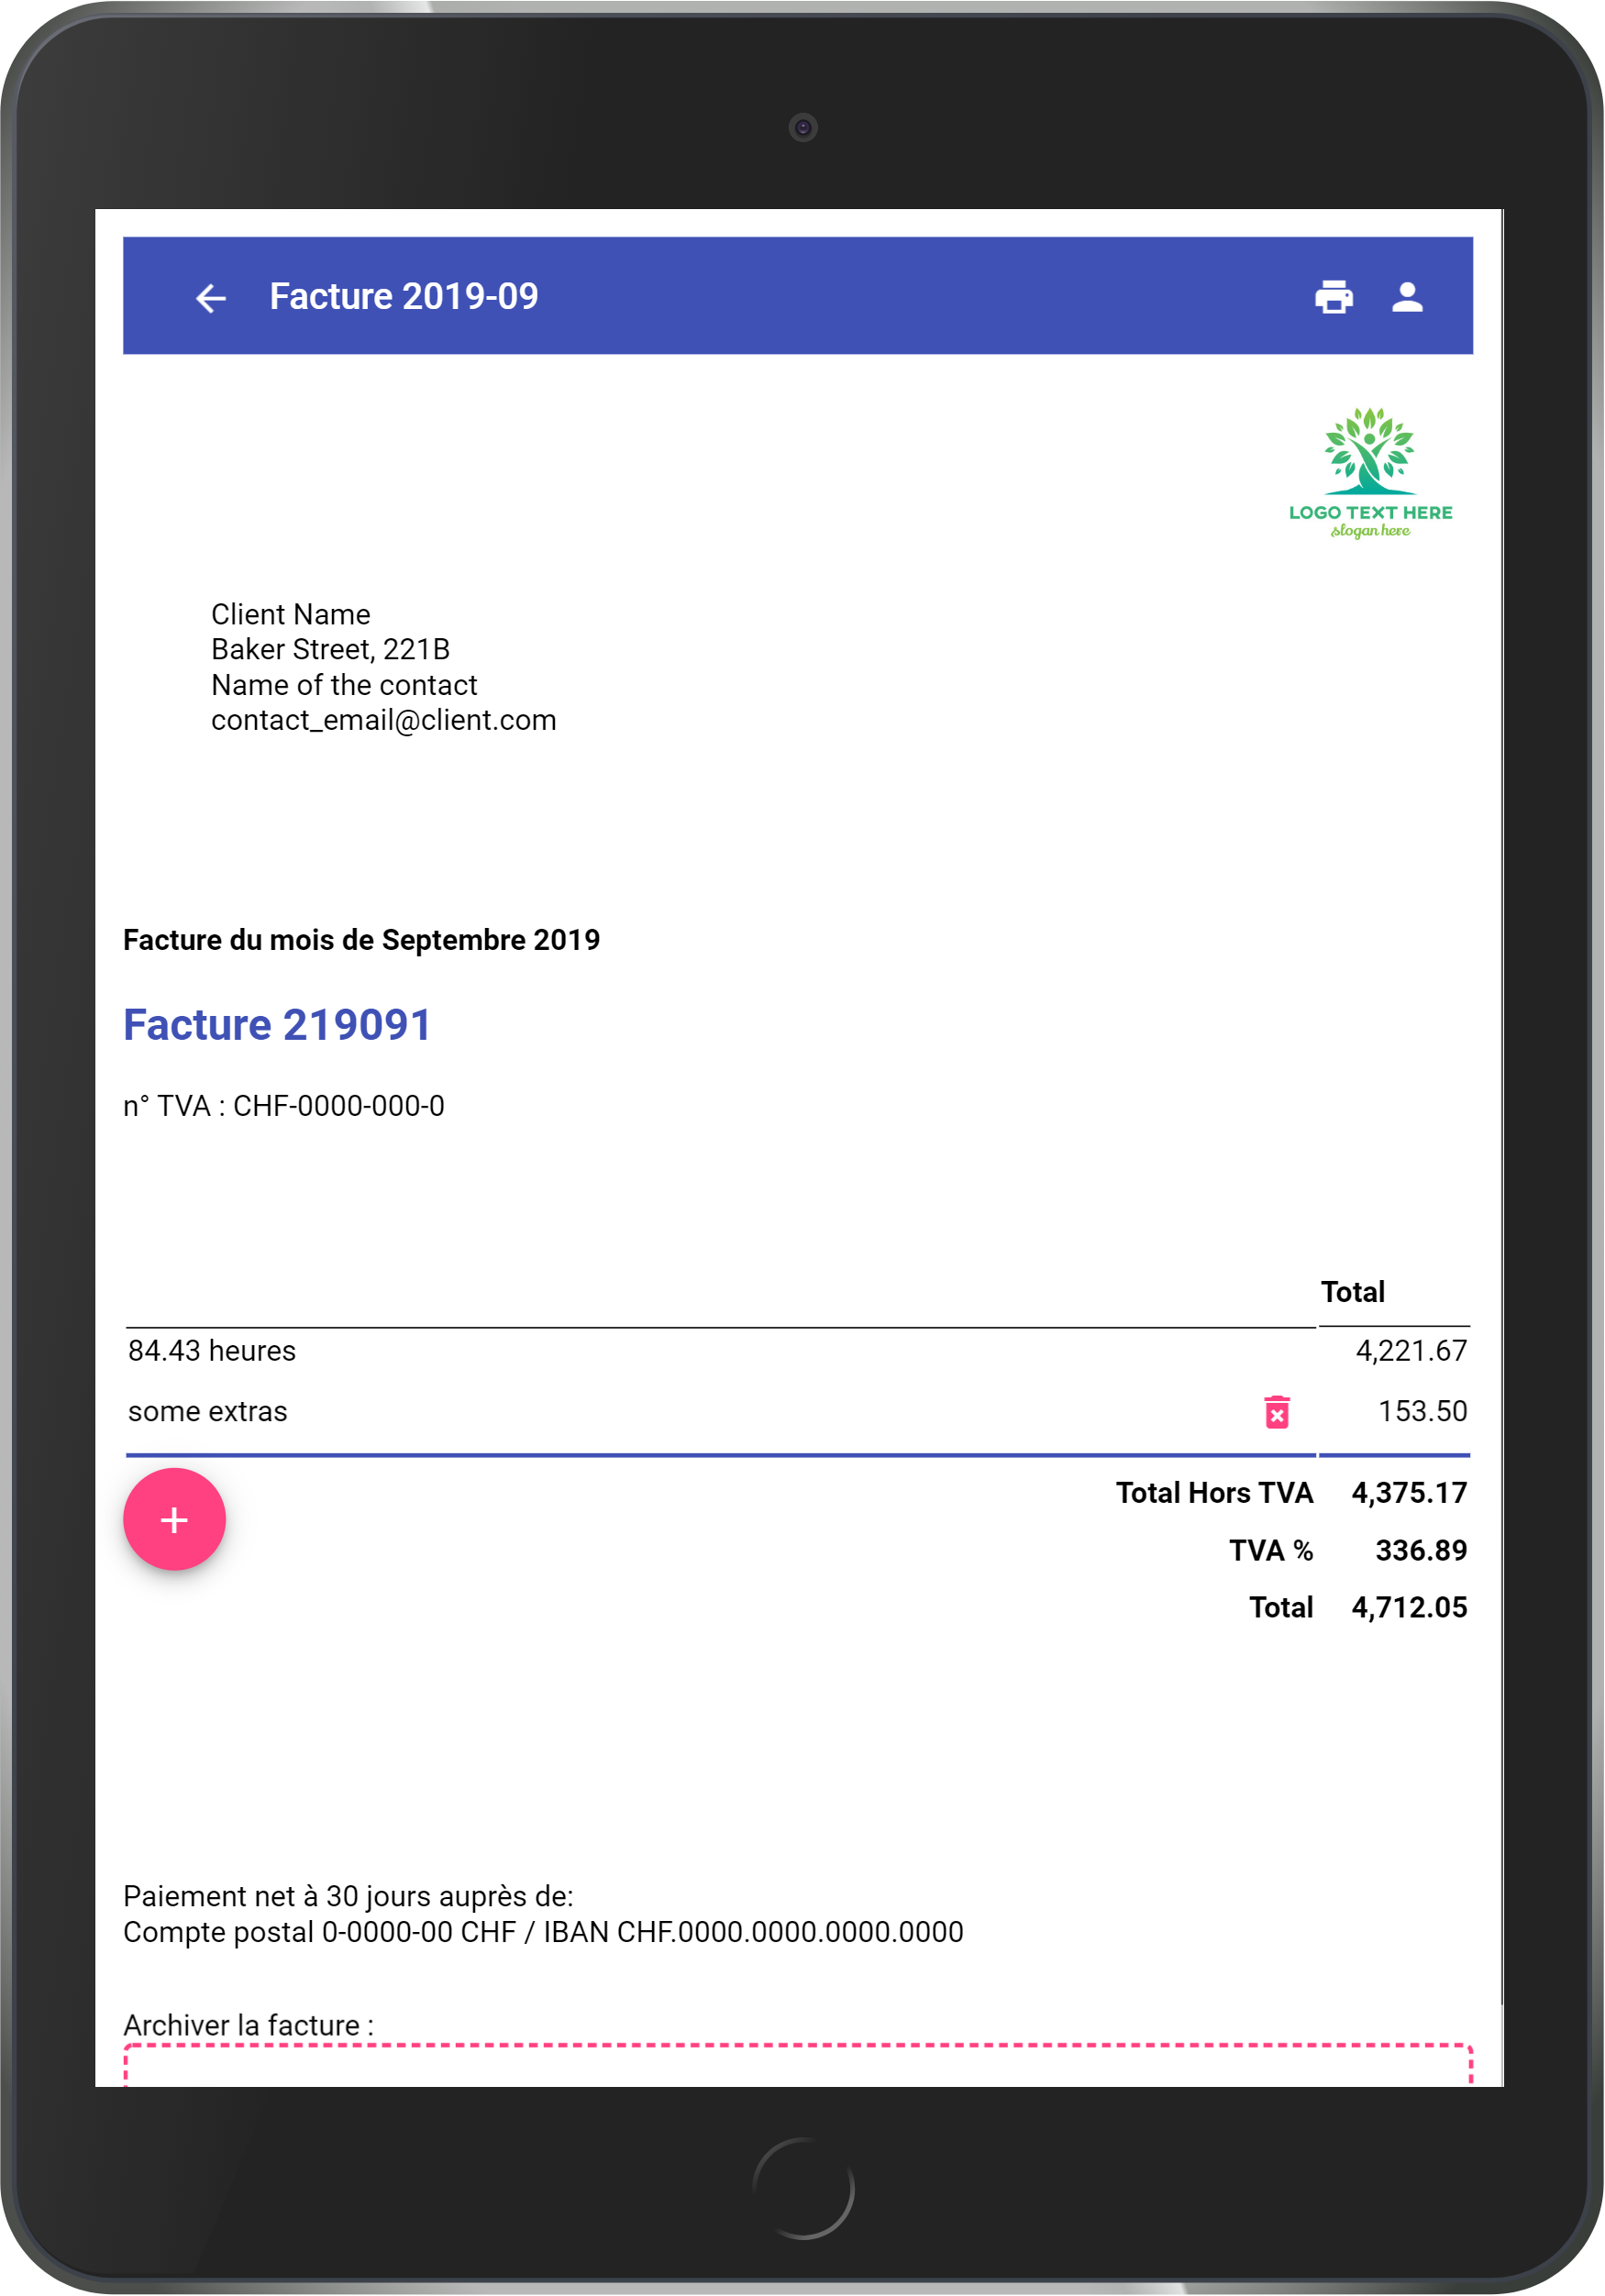 Facture 2019-09
LOGO TEXT HERE
slogan here
Client Name
Baker Street, 221B
Name of the contact
contact_email@client.com
Facture du mois de Septembre 2019
Facture 219091
n° TVA : CHF-0000-000-0
Total
84.43 heures 4,221.67
some extras 153.50
Total Hors TVA 4,375.17
TVA % 336.89
Total 4,712.05
Paiement net à 30 jours auprès de:
Compte postal 0-0000-00 CHF / IBAN CHF.0000.0000.0000.0000
Archiver la facture :